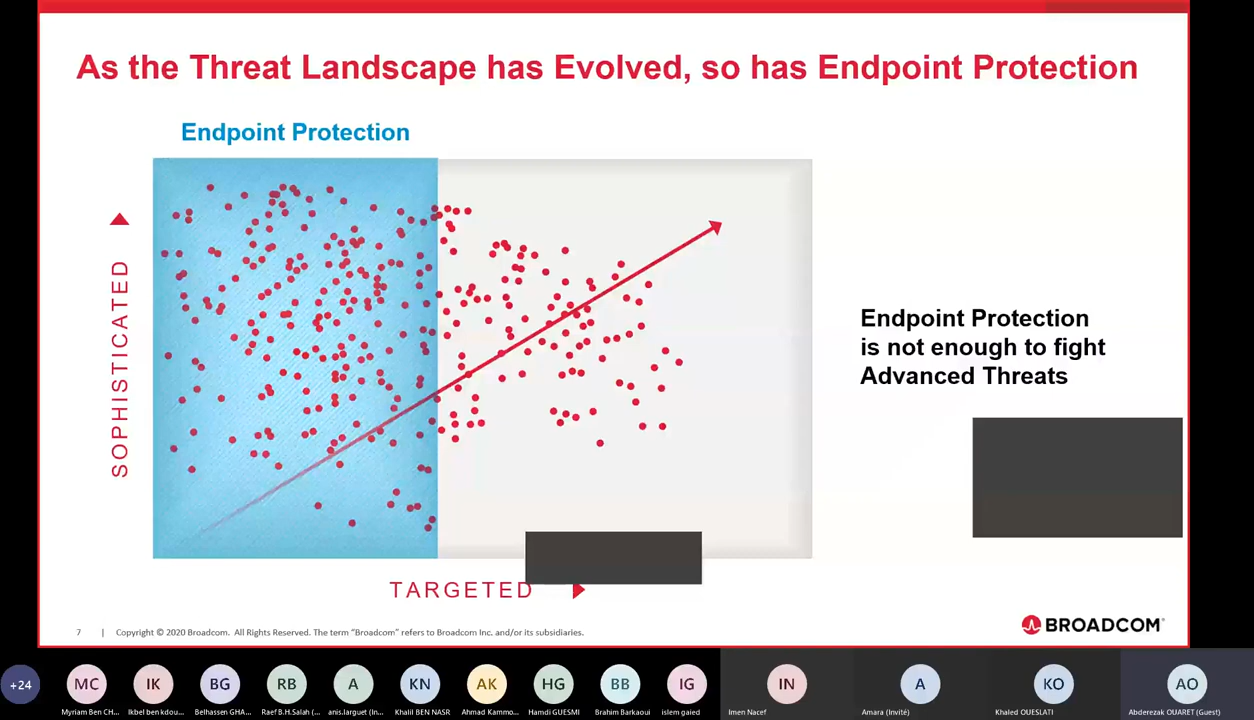 As the Threat Landscape has Evolved, so has Endpoint Protection
Endpoint Protection
SOPHISTICATED
Endpoint Protection
is not enough to fight
Advanced Threats
TARGETED
7 | Copyright © 2020 Broadcom. All Rights Reserved. The term “Broadcom” refers to Broadcom Inc. and/or its subsidiaries.
BROADCOM
+24
MC
IK
BG
RB
A
KN
AK
HG
BB
IG
IN
A
KO
AO
Myriam Ben CH...
Ikbel ben kdou...
Belhassen GHA...
Raef B.H.Salah (...
anis.larguet (In...
Khalil BEN NASR
Ahmad Kammo...
Hamdi GUESMI
Brahim Barkaoui
islem gaied
Imen Nacef
Amara (Invité)
Khaled OUESLATI
Abderezak OUARET (Guest)